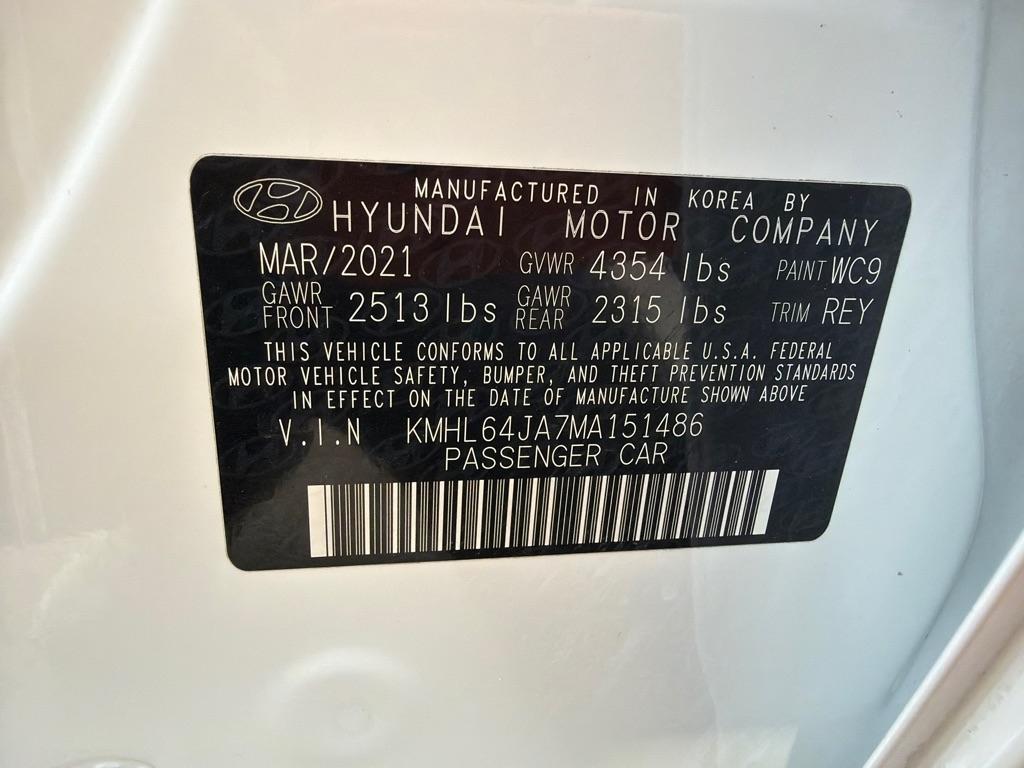 MANUFACTURED IN KOREA BY
HYUNDAI MOTOR COMPANY
MAR/2021 GVWR 4354 lbs PAINT WC9
GAWR FRONT 2513 lbs GAWR REAR 2315 lbs TRIM REY
THIS VEHICLE CONFORMS TO ALL APPLICABLE U.S.A. FEDERAL
MOTOR VEHICLE SAFETY, BUMPER, AND THEFT PREVENTION STANDARDS
IN EFFECT ON THE DATE OF MANUFACTURE SHOWN ABOVE
V.I.N KMHL64JA7MA151486
PASSENGER CAR